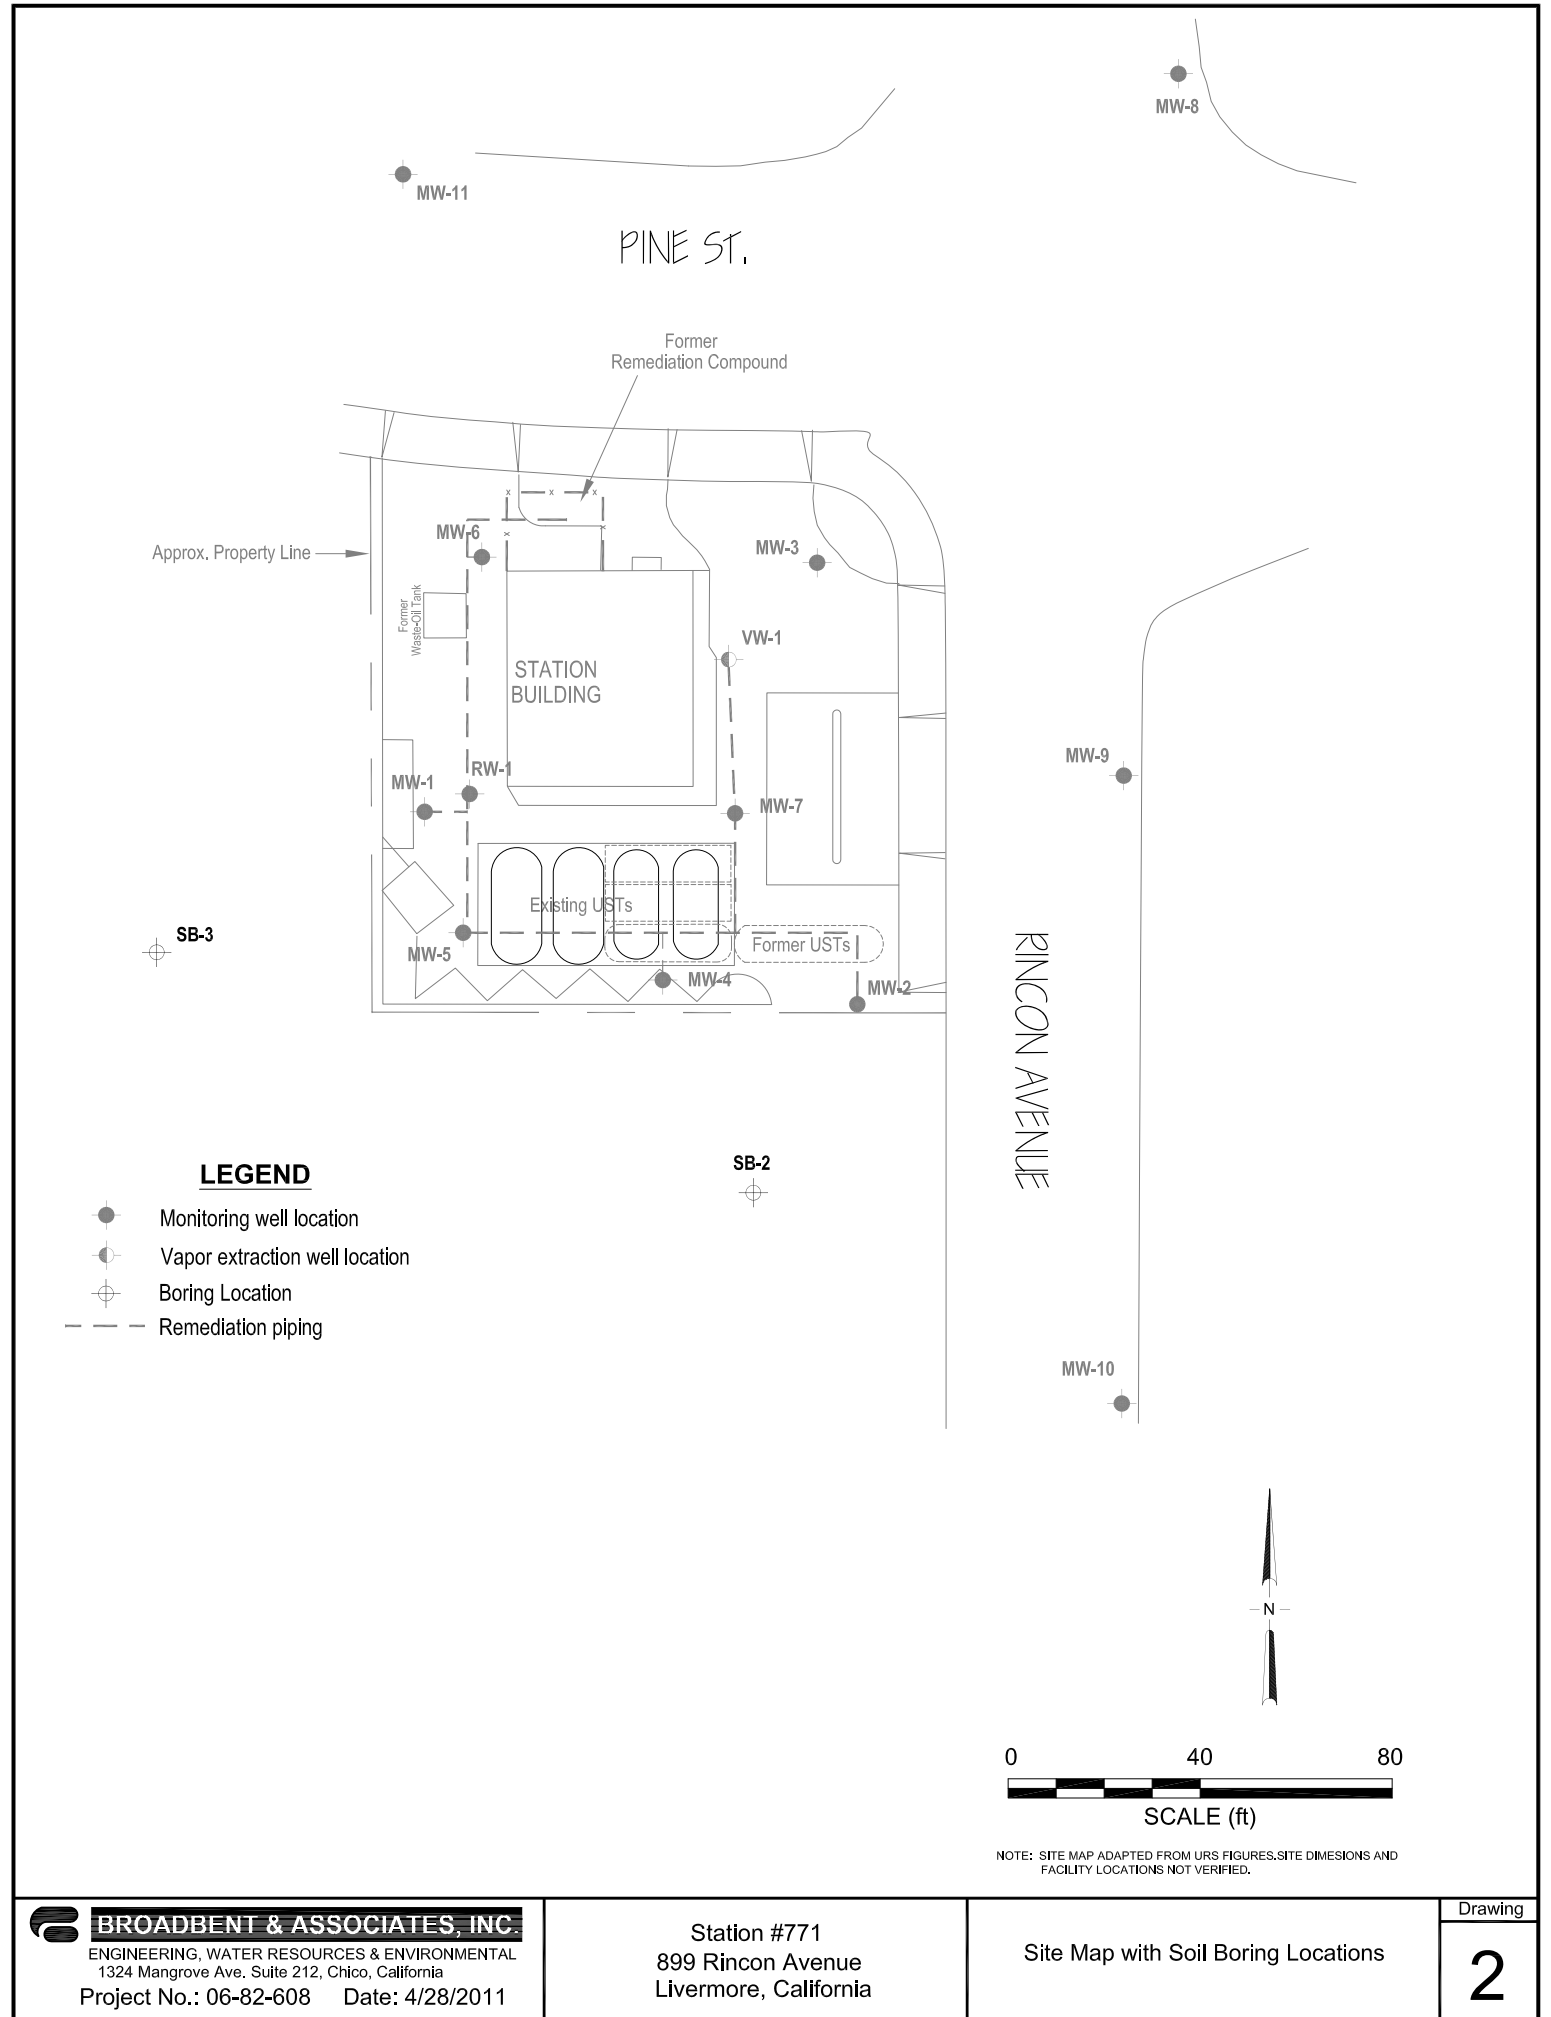 MW-8
MW-11
PINE ST.
Former
Remediation Compound
MW-6
Approx. Property Line
MW-3
Former
Waste-Oil Tank
VW-1
STATION
BUILDING
MW-9
RW-1
MW-1
MW-7
Existing USTs
SB-3
MW-5
Former USTs
MW-4
MW-2
RINCON AVENUE
SB-2
LEGEND
Monitoring well location
Vapor extraction well location
Boring Location
Remediation piping
MW-10
N
0 40 80
SCALE (ft)
NOTE: SITE MAP ADAPTED FROM URS FIGURES.SITE DIMESIONS AND
FACILITY LOCATIONS NOT VERIFIED.
BROADBENT & ASSOCIATES, INC.
ENGINEERING, WATER RESOURCES & ENVIRONMENTAL
1324 Mangrove Ave. Suite 212, Chico, California
Project No.: 06-82-608 Date: 4/28/2011
Station #771
899 Rincon Avenue
Livermore, California
Site Map with Soil Boring Locations
Drawing
2